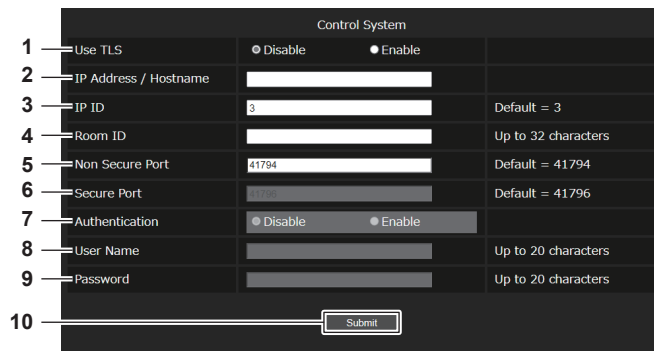 Control System
1 Use TLS Disable Enable
2 IP Address / Hostname
3 IP ID 3 Default = 3
4 Room ID Up to 32 characters
5 Non Secure Port 41794 Default = 41794
6 Secure Port 41796 Default = 41796
7 Authentication Disable Enable
8 User Name Up to 20 characters
9 Password Up to 20 characters
10 Submit